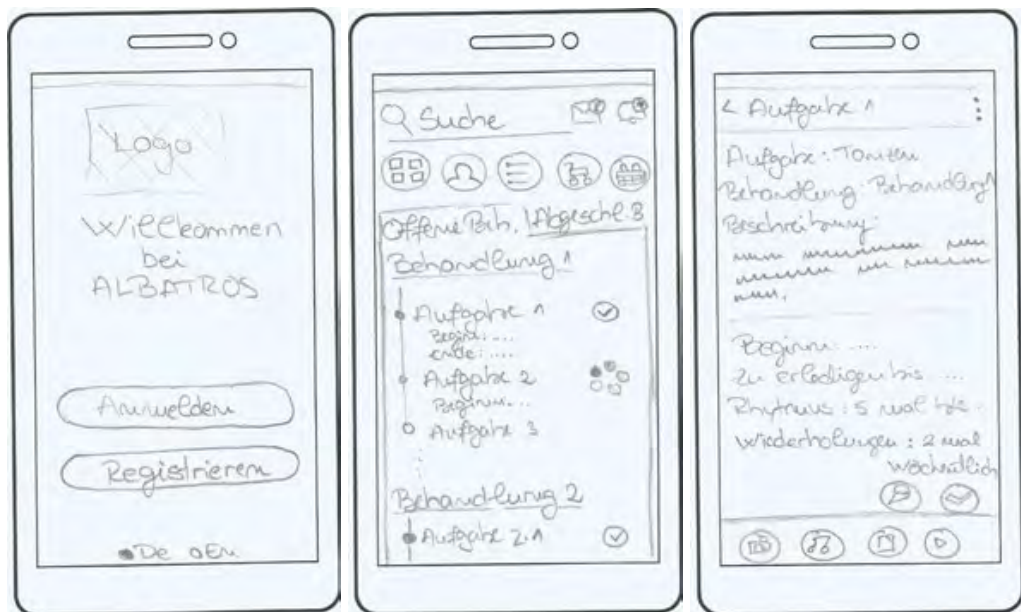 Logo
Willkommen
bei
ALBATROS
Anmelden
Registrieren
De En
Suche
Offene Beh. Abgeschl. B
Behandlung 1
Aufgabe 1
Beginn: ....
Ende: ....
Aufgabe 2
Beginn....
Aufgabe 3
Behandlung 2
Aufgabe 2.1
< Aufgabe 1
Aufgabe: Tanzen
Behandlung: Behandlung 1
Beschreibung:
Beginn: ....
Zu erledigen bis ...
Rhythmus: 5 mal
Wiederholungen: 2 mal
wöchentlich